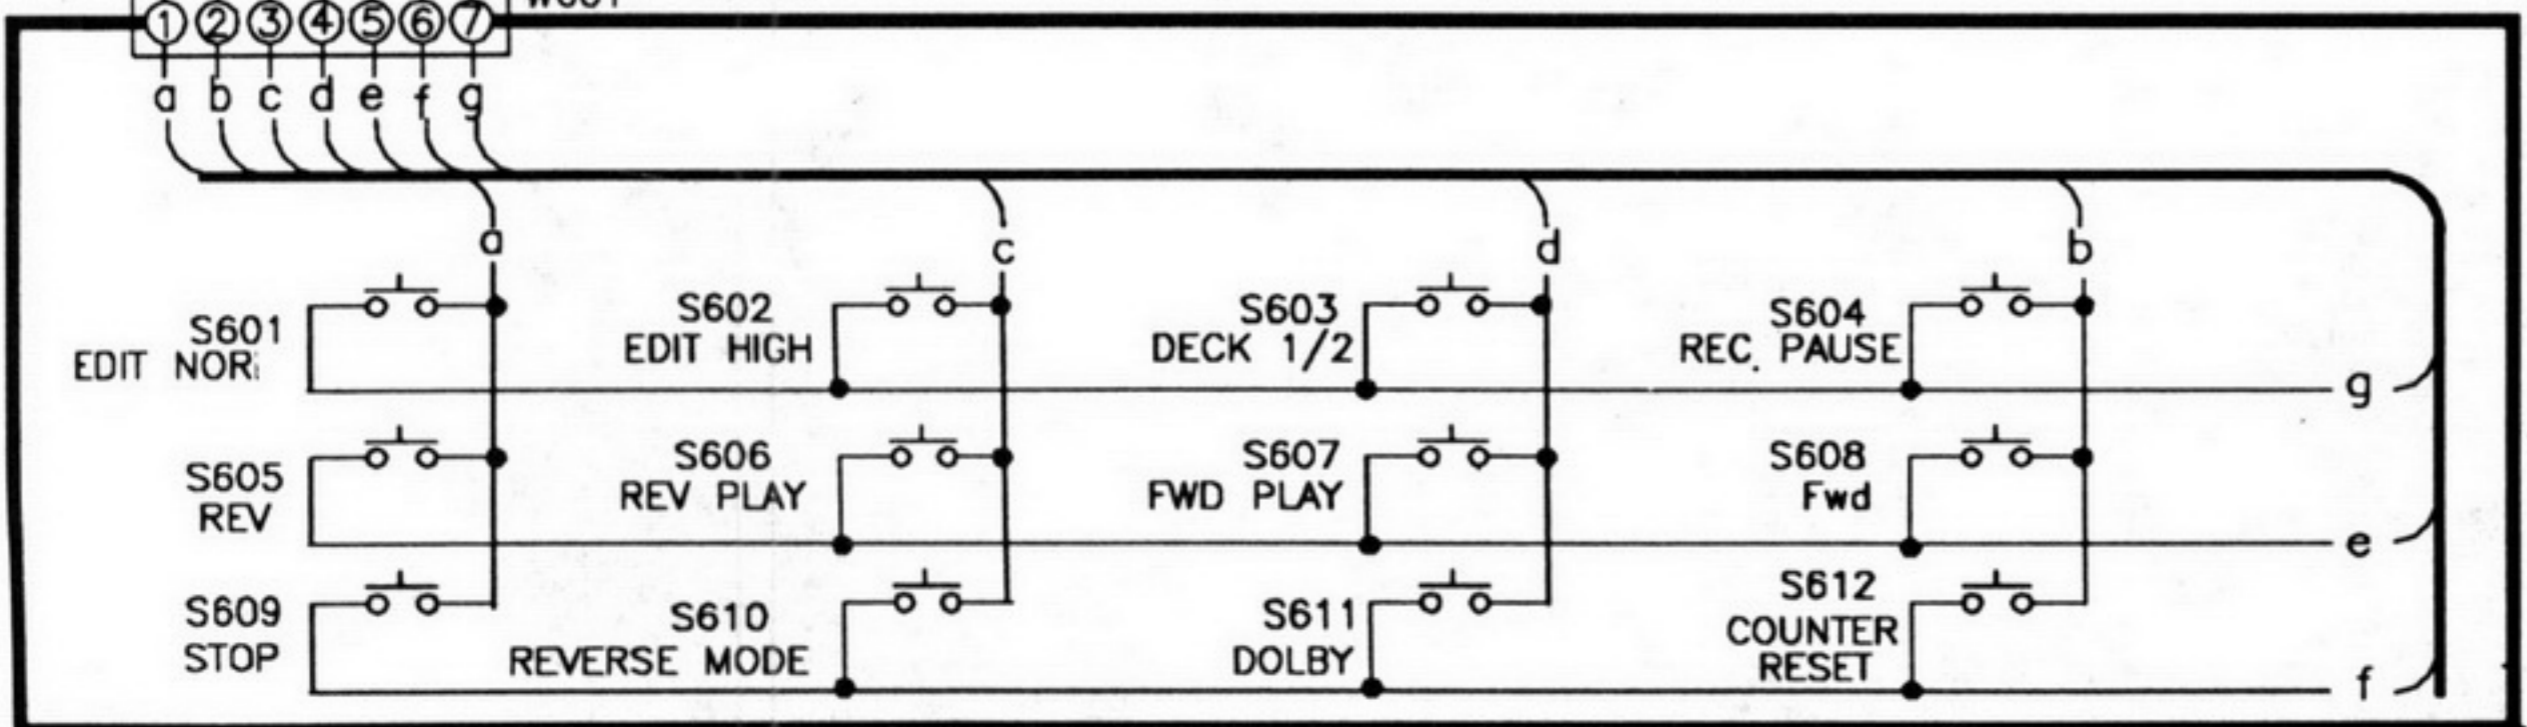 1 2 3 4 5 6 7
a b c d e f g
a
c
d
b
S601
EDIT NOR
S602
EDIT HIGH
S603
DECK 1/2
S604
REC. PAUSE
g
S605
REV
S606
REV PLAY
S607
FWD PLAY
S608
Fwd
e
S609
STOP
S610
REVERSE MODE
S611
DOLBY
S612
COUNTER
RESET
f